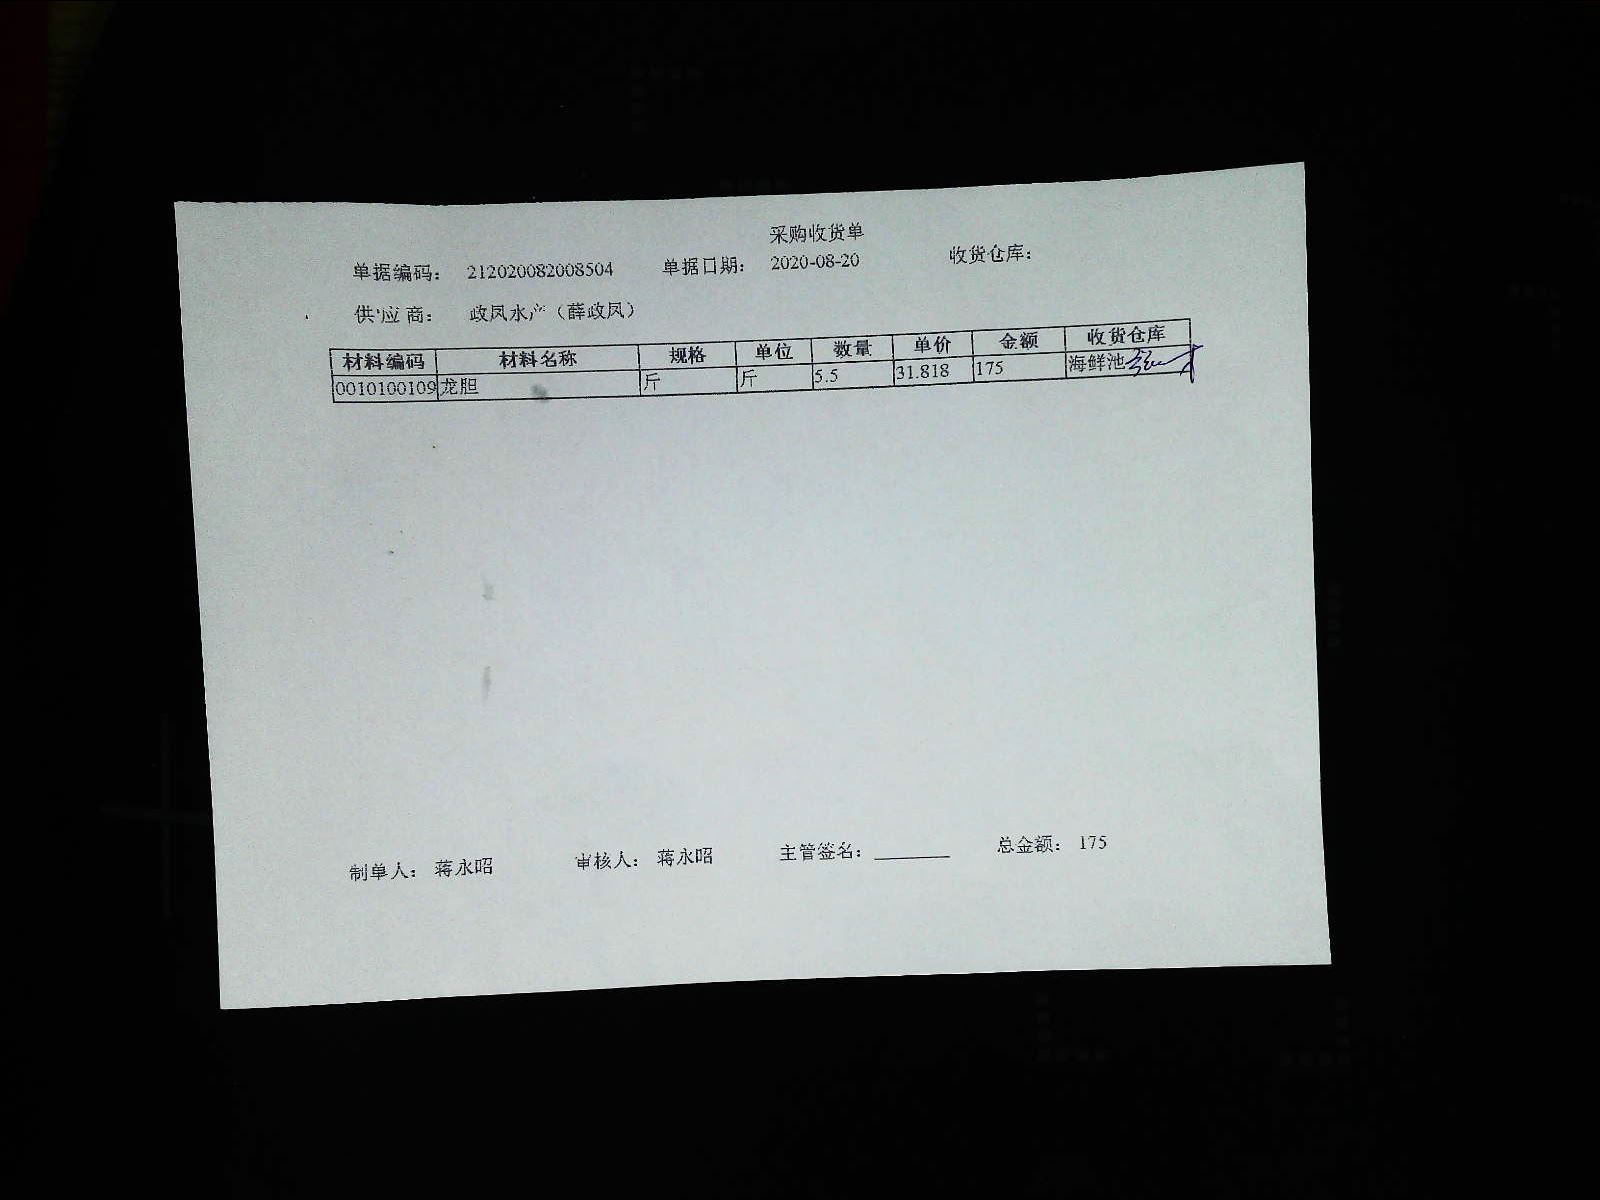 采购收货单
单据编码： 212020082008504 单据日期： 2020-08-20 收货仓库：
供应商： 政凤水产（薛政凤）
材料编码 材料名称 规格 单位 数量 单价 金额 收货仓库
0010100109 龙胆 斤 斤 5.5 31.818 175 海鲜池
制单人： 蒋永昭 审核人： 蒋永昭 主管签名：________ 总金额： 175